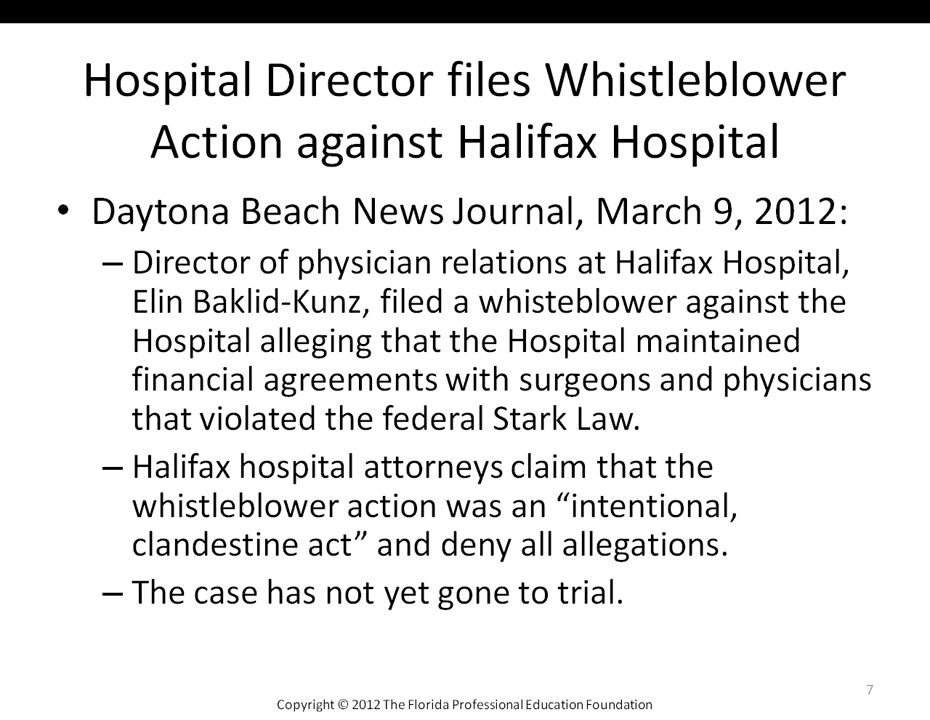 Hospital Director files Whistleblower
Action against Halifax Hospital
• Daytona Beach News Journal, March 9, 2012:
– Director of physician relations at Halifax Hospital,
Elin Baklid-Kunz, filed a whisteblower against the
Hospital alleging that the Hospital maintained
financial agreements with surgeons and physicians
that violated the federal Stark Law.
– Halifax hospital attorneys claim that the
whistleblower action was an “intentional,
clandestine act” and deny all allegations.
– The case has not yet gone to trial.
7
Copyright © 2012 The Florida Professional Education Foundation